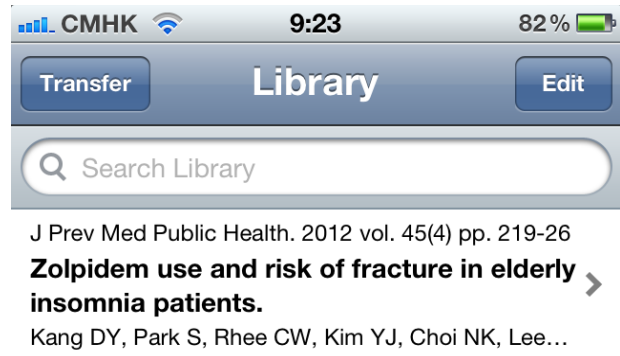 CMHK 9:23 82%
Transfer Library Edit
Search Library
J Prev Med Public Health. 2012 vol. 45(4) pp. 219-26
Zolpidem use and risk of fracture in elderly
insomnia patients.
Kang DY, Park S, Rhee CW, Kim YJ, Choi NK, Lee…